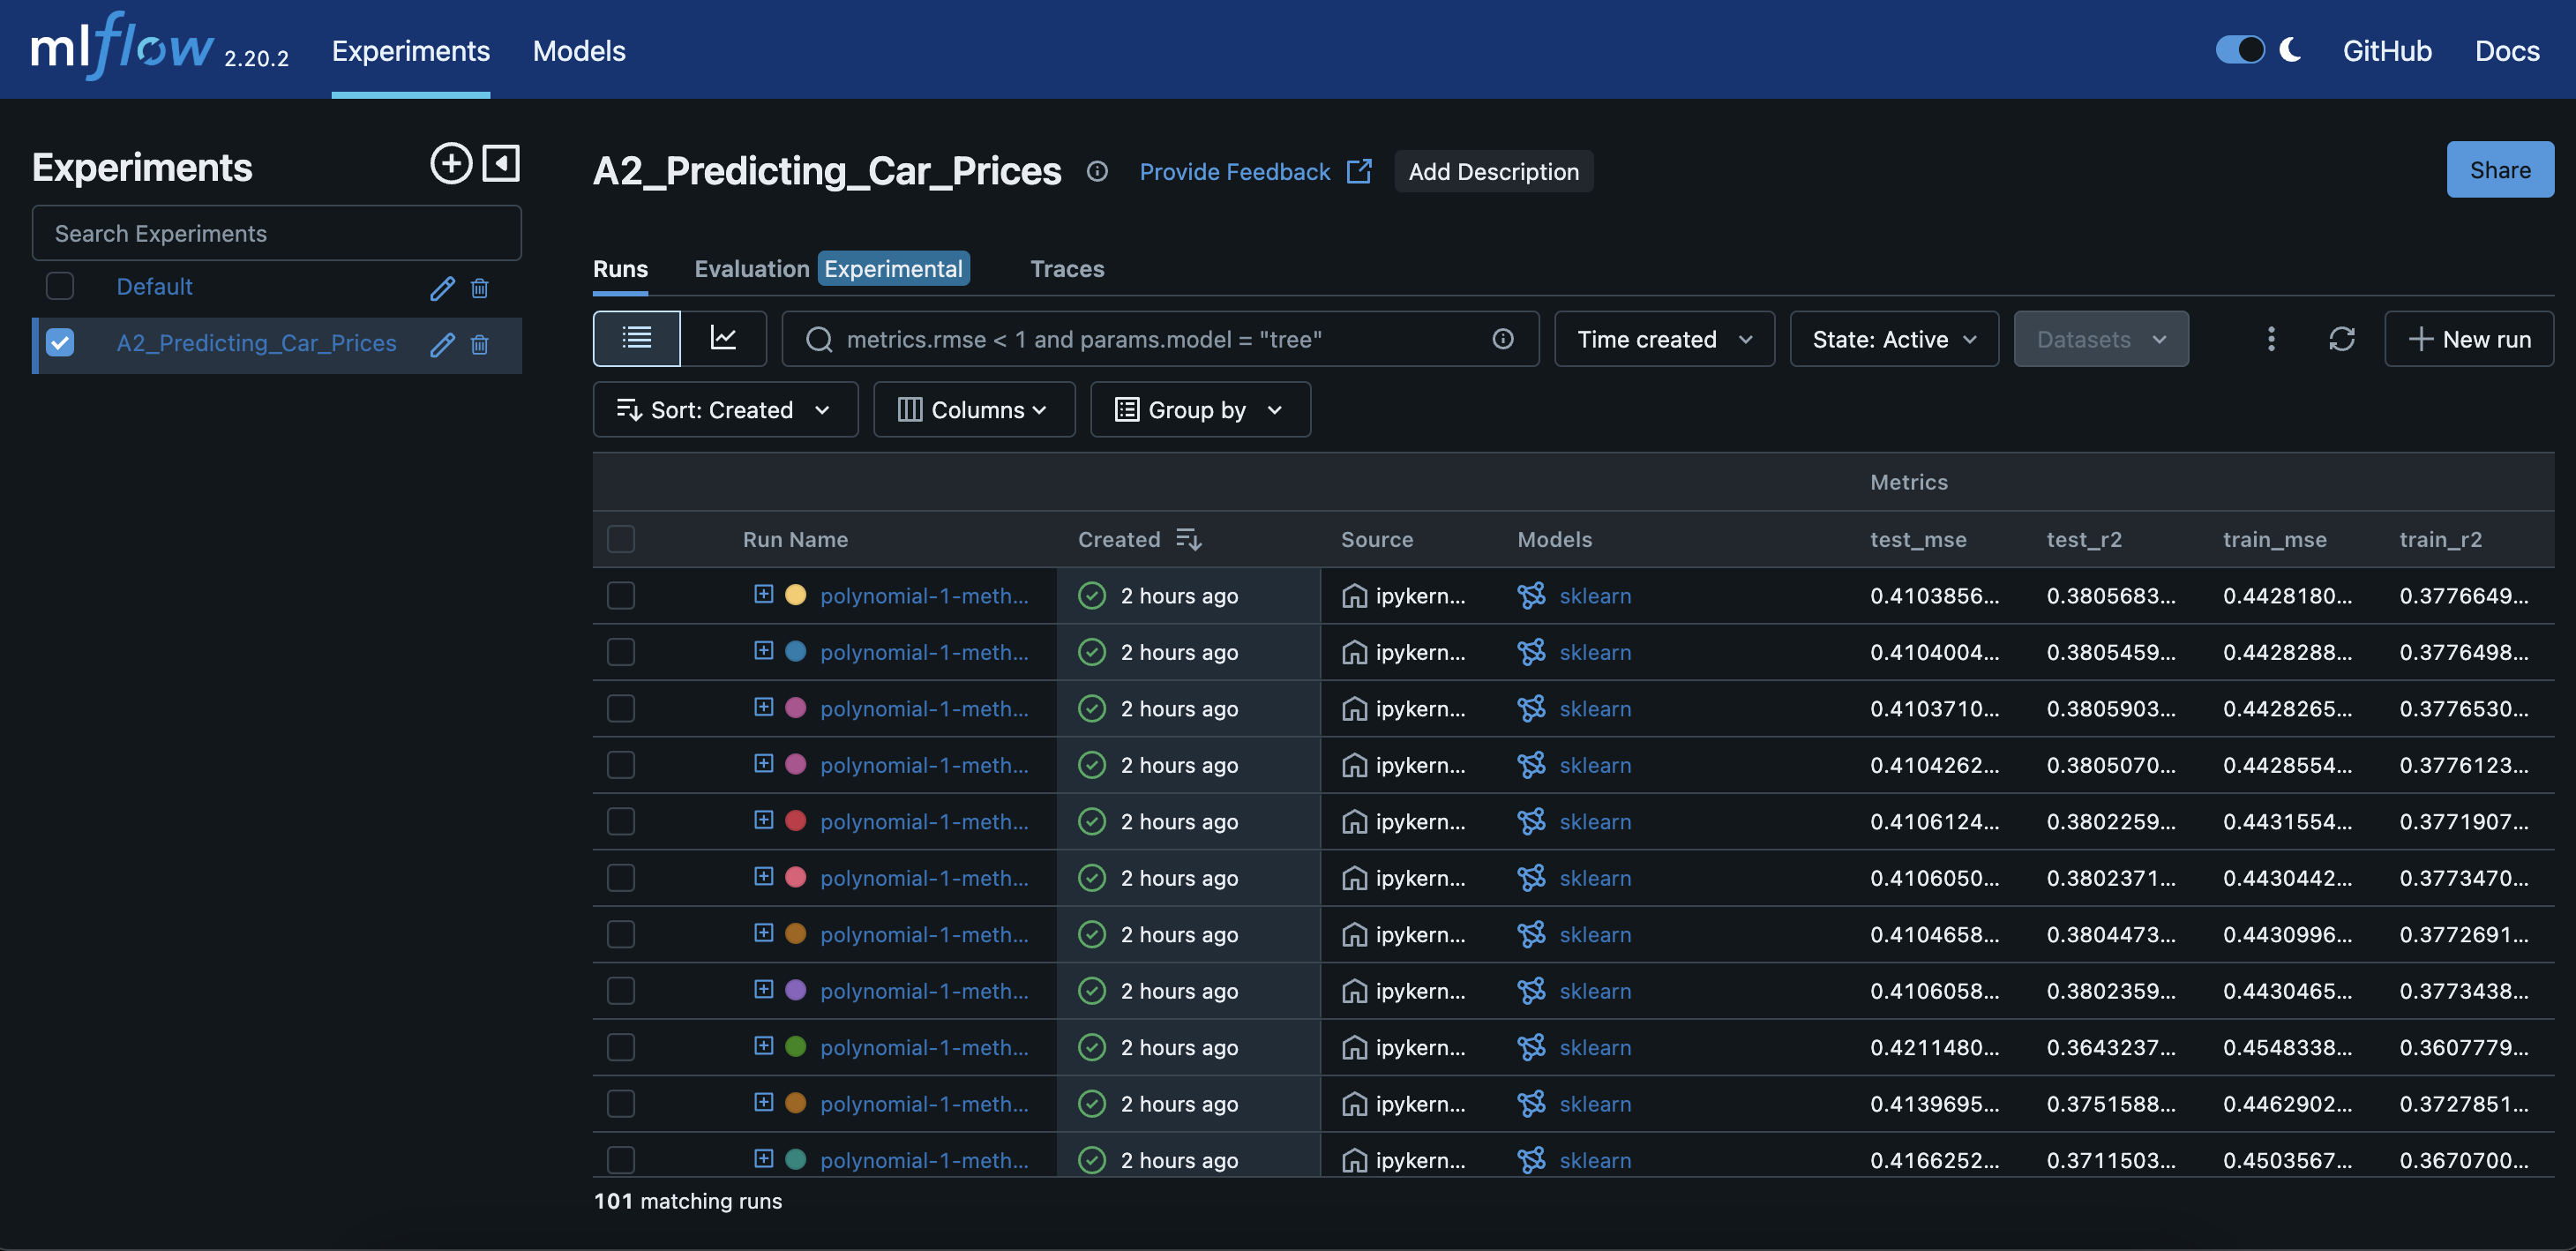 mlflow 2.20.2 Experiments Models GitHub Docs
Experiments
Search Experiments
Default
A2_Predicting_Car_Prices
A2_Predicting_Car_Prices Provide Feedback Add Description Share
Runs Evaluation Experimental Traces
metrics.rmse < 1 and params.model = "tree" Time created State: Active Datasets New run
Sort: Created Columns Group by
Metrics
Run Name Created Source Models test_mse test_r2 train_mse train_r2
polynomial-1-meth... 2 hours ago ipykern... sklearn 0.4103856... 0.3805683... 0.4428180... 0.3776649...
polynomial-1-meth... 2 hours ago ipykern... sklearn 0.4104004... 0.3805459... 0.4428288... 0.3776498...
polynomial-1-meth... 2 hours ago ipykern... sklearn 0.4103710... 0.3805903... 0.4428265... 0.3776530...
polynomial-1-meth... 2 hours ago ipykern... sklearn 0.4104262... 0.3805070... 0.4428554... 0.3776123...
polynomial-1-meth... 2 hours ago ipykern... sklearn 0.4106124... 0.3802259... 0.4431554... 0.3771907...
polynomial-1-meth... 2 hours ago ipykern... sklearn 0.4106050... 0.3802371... 0.4430442... 0.3773470...
polynomial-1-meth... 2 hours ago ipykern... sklearn 0.4104658... 0.3804473... 0.4430996... 0.3772691...
polynomial-1-meth... 2 hours ago ipykern... sklearn 0.4106058... 0.3802359... 0.4430465... 0.3773438...
polynomial-1-meth... 2 hours ago ipykern... sklearn 0.4211480... 0.3643237... 0.4548338... 0.3607779...
polynomial-1-meth... 2 hours ago ipykern... sklearn 0.4139695... 0.3751588... 0.4462902... 0.3727851...
polynomial-1-meth... 2 hours ago ipykern... sklearn 0.4166252... 0.3711503... 0.4503567... 0.3670700...
101 matching runs